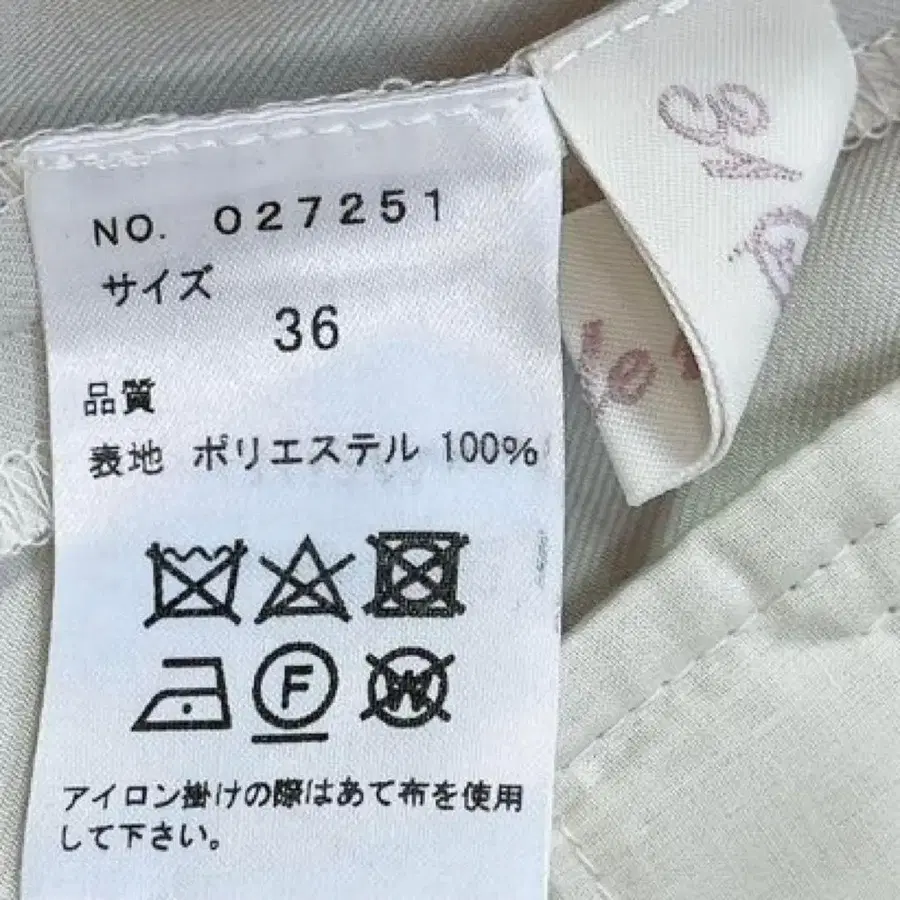 NO. 027251
サイズ
36
品質
表地 ポリエステル 100%
F
W
アイロン掛けの際はあて布を使用
して下さい。